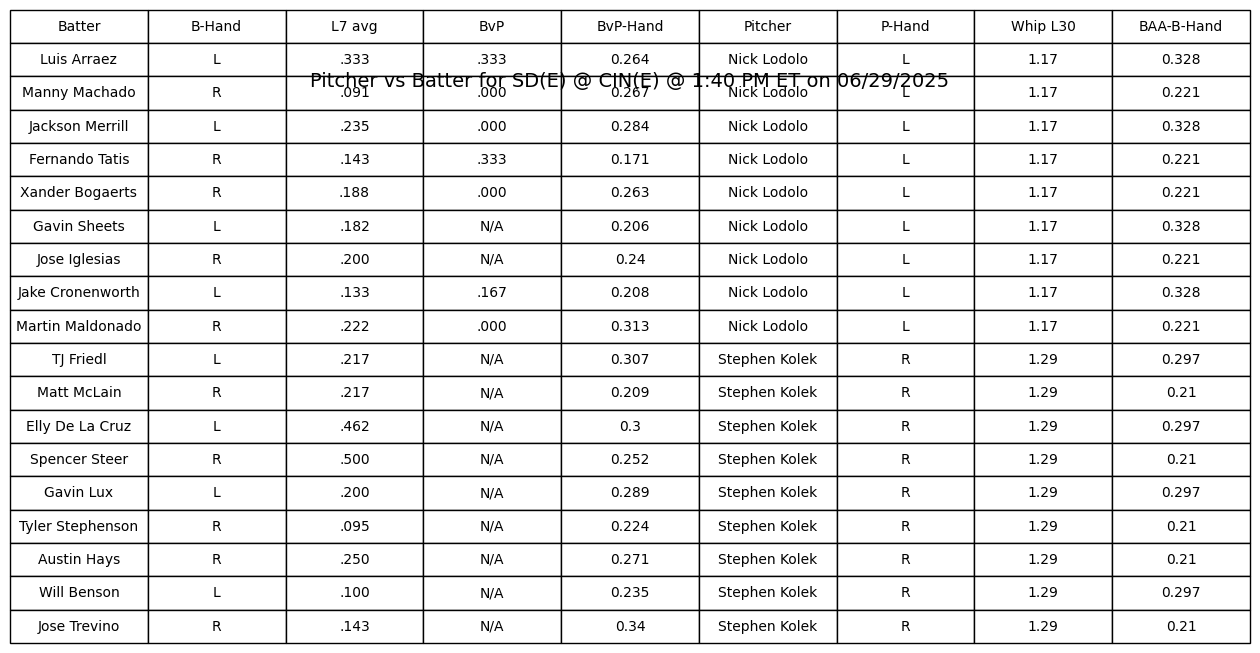 Batter B-Hand L7 avg BvP BvP-Hand Pitcher P-Hand Whip L30 BAA-B-Hand
Luis Arraez L .333 .333 0.264 Nick Lodolo L 1.17 0.328
Pitcher vs Batter for SD(E) @ CIN(E) @ 1:40 PM ET on 06/29/2025
Manny Machado R .091 .000 0.267 Nick Lodolo L 1.17 0.221
Jackson Merrill L .235 .000 0.284 Nick Lodolo L 1.17 0.328
Fernando Tatis R .143 .333 0.171 Nick Lodolo L 1.17 0.221
Xander Bogaerts R .188 .000 0.263 Nick Lodolo L 1.17 0.221
Gavin Sheets L .182 N/A 0.206 Nick Lodolo L 1.17 0.328
Jose Iglesias R .200 N/A 0.24 Nick Lodolo L 1.17 0.221
Jake Cronenworth L .133 .167 0.208 Nick Lodolo L 1.17 0.328
Martin Maldonado R .222 .000 0.313 Nick Lodolo L 1.17 0.221
TJ Friedl L .217 N/A 0.307 Stephen Kolek R 1.29 0.297
Matt McLain R .217 N/A 0.209 Stephen Kolek R 1.29 0.21
Elly De La Cruz L .462 N/A 0.3 Stephen Kolek R 1.29 0.297
Spencer Steer R .500 N/A 0.252 Stephen Kolek R 1.29 0.21
Gavin Lux L .200 N/A 0.289 Stephen Kolek R 1.29 0.297
Tyler Stephenson R .095 N/A 0.224 Stephen Kolek R 1.29 0.21
Austin Hays R .250 N/A 0.271 Stephen Kolek R 1.29 0.21
Will Benson L .100 N/A 0.235 Stephen Kolek R 1.29 0.297
Jose Trevino R .143 N/A 0.34 Stephen Kolek R 1.29 0.21